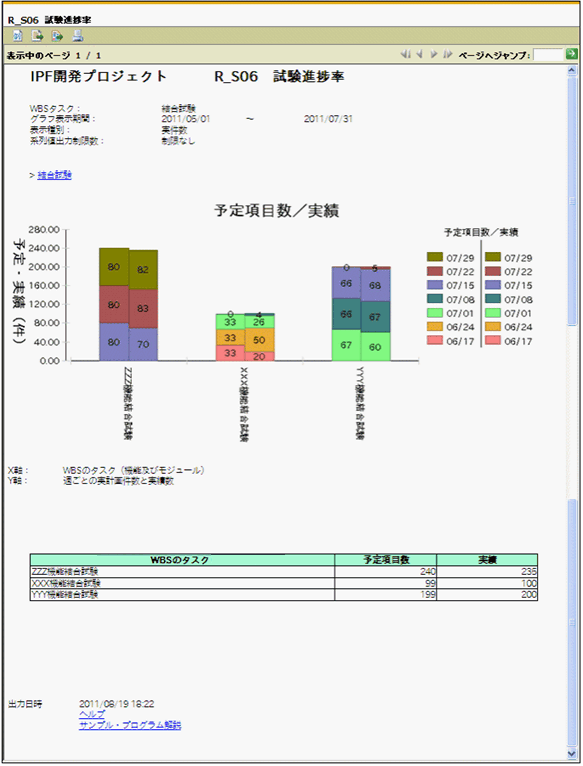 R_S06 試験進捗率
表示中のページ 1 / 1
ページへジャンプ:
IPF開発プロジェクト R_S06 試験進捗率
WBSタスク: 結合試験
グラフ表示期間: 2011/05/01 ～ 2011/07/31
表示種別: 実件数
系列値出力制限数: 制限なし
> 結合試験
予定項目数／実績
予定・実績（件）
280.00
240.00
200.00
160.00
120.00
80.00
40.00
0.00
80 82
80 83
80 70
0 4
33 26
33 50
33 20
0 5
66 68
66 67
67 60
ZZZ機能結合試験
XXX機能結合試験
YYY機能結合試験
予定項目数／実績
07/29 07/29
07/22 07/22
07/15 07/15
07/08 07/08
07/01 07/01
06/24 06/24
06/17 06/17
X軸: WBSのタスク（機能及びモジュール）
Y軸: 週ごとの実計画件数と実績数
WBSのタスク 予定項目数 実績
ZZZ機能結合試験 240 235
XXX機能結合試験 99 100
YYY機能結合試験 199 200
出力日時 2011/08/19 18:22
ヘルプ
サンプル・プログラム解説